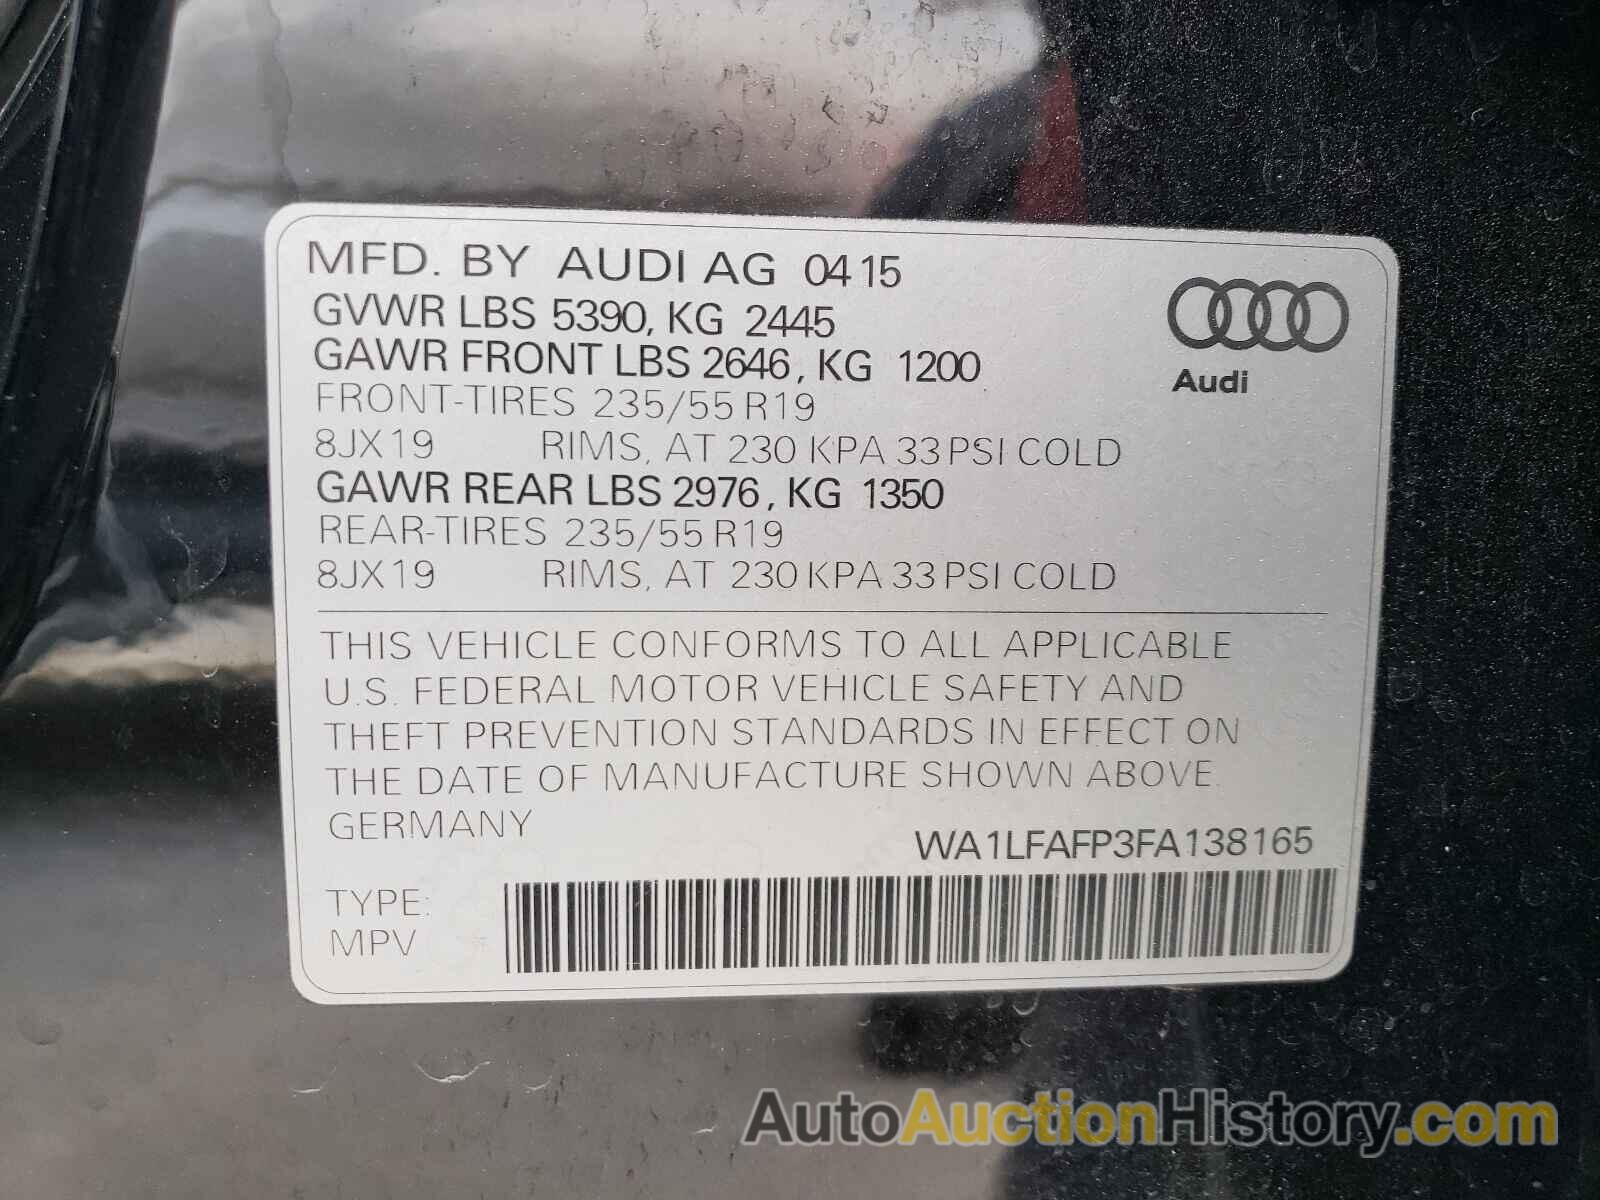 MFD. BY AUDI AG 04 15
GVWR LBS 5390, KG 2445
GAWR FRONT LBS 2646, KG 1200
FRONT-TIRES 235/55 R19
8JX19 RIMS, AT 230 KPA 33 PSI COLD
GAWR REAR LBS 2976, KG 1350
REAR-TIRES 235/55 R19
8JX19 RIMS, AT 230 KPA 33 PSI COLD
Audi
THIS VEHICLE CONFORMS TO ALL APPLICABLE
U.S. FEDERAL MOTOR VEHICLE SAFETY AND
THEFT PREVENTION STANDARDS IN EFFECT ON
THE DATE OF MANUFACTURE SHOWN ABOVE.
GERMANY
WA1LFAFP3FA138165
TYPE:
MPV
AutoAuctionHistory.com